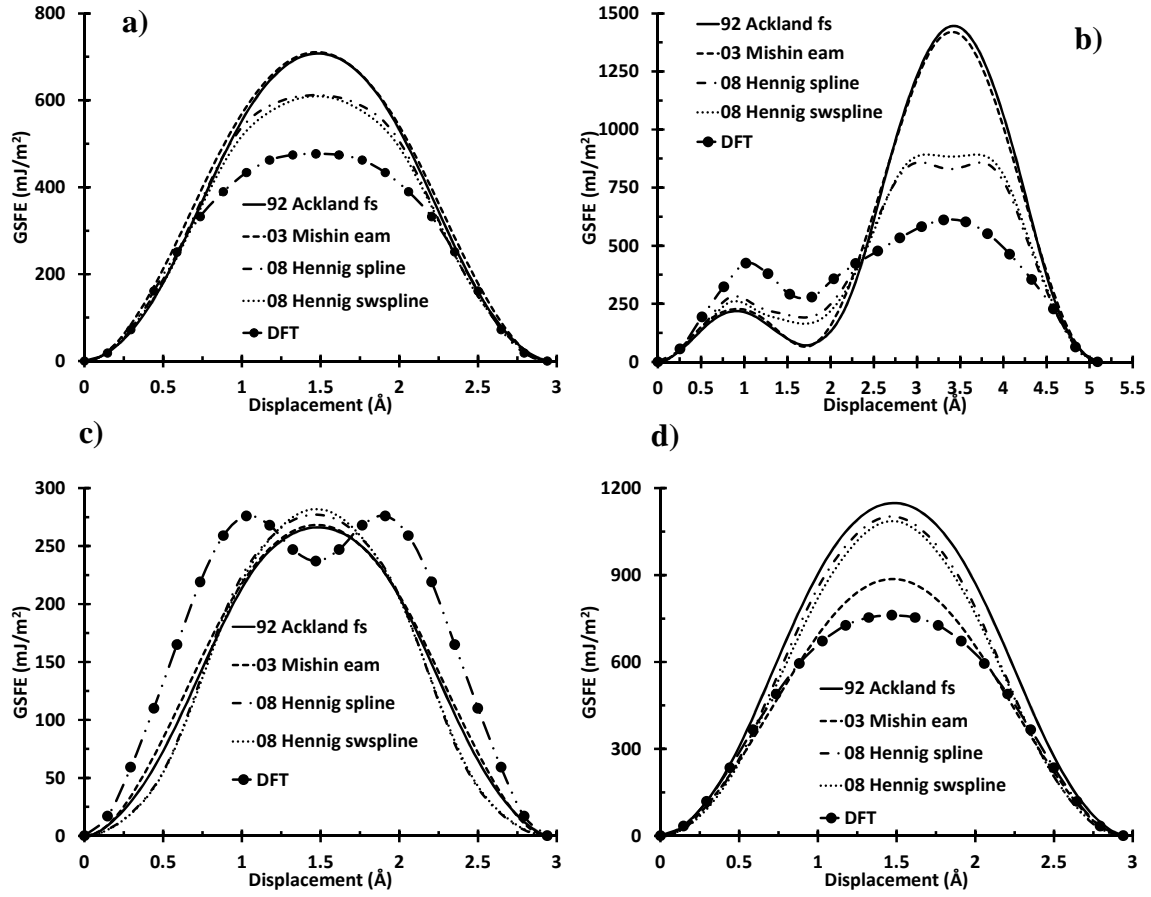 a)
800
600
400
200
0
GSFE (mJ/m²)
92 Ackland fs
03 Mishin eam
08 Hennig spline
08 Hennig swspline
DFT
0 0.5 1 1.5 2 2.5 3
Displacement (Å)
b)
1500
1250
1000
750
500
250
0
GSFE (mJ/m²)
92 Ackland fs
03 Mishin eam
08 Hennig spline
08 Hennig swspline
DFT
0 0.5 1 1.5 2 2.5 3 3.5 4 4.5 5 5.5
Displacement (Å)
c)
300
250
200
150
100
50
0
GSFE (mJ/m²)
92 Ackland fs
03 Mishin eam
08 Hennig spline
08 Hennig swspline
DFT
0 0.5 1 1.5 2 2.5 3
Displacement (Å)
d)
1200
900
600
300
0
GSFE (mJ/m²)
92 Ackland fs
03 Mishin eam
08 Hennig spline
08 Hennig swspline
DFT
0 0.5 1 1.5 2 2.5 3
Displacement (Å)